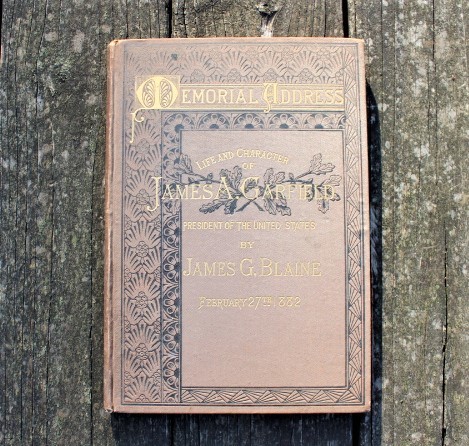 MEMORIAL ADDRESS
LIFE AND CHARACTER
OF
JAMES A. GARFIELD
PRESIDENT OF THE UNITED STATES
BY
JAMES G. BLAINE
FEBRUARY 27TH, 1882